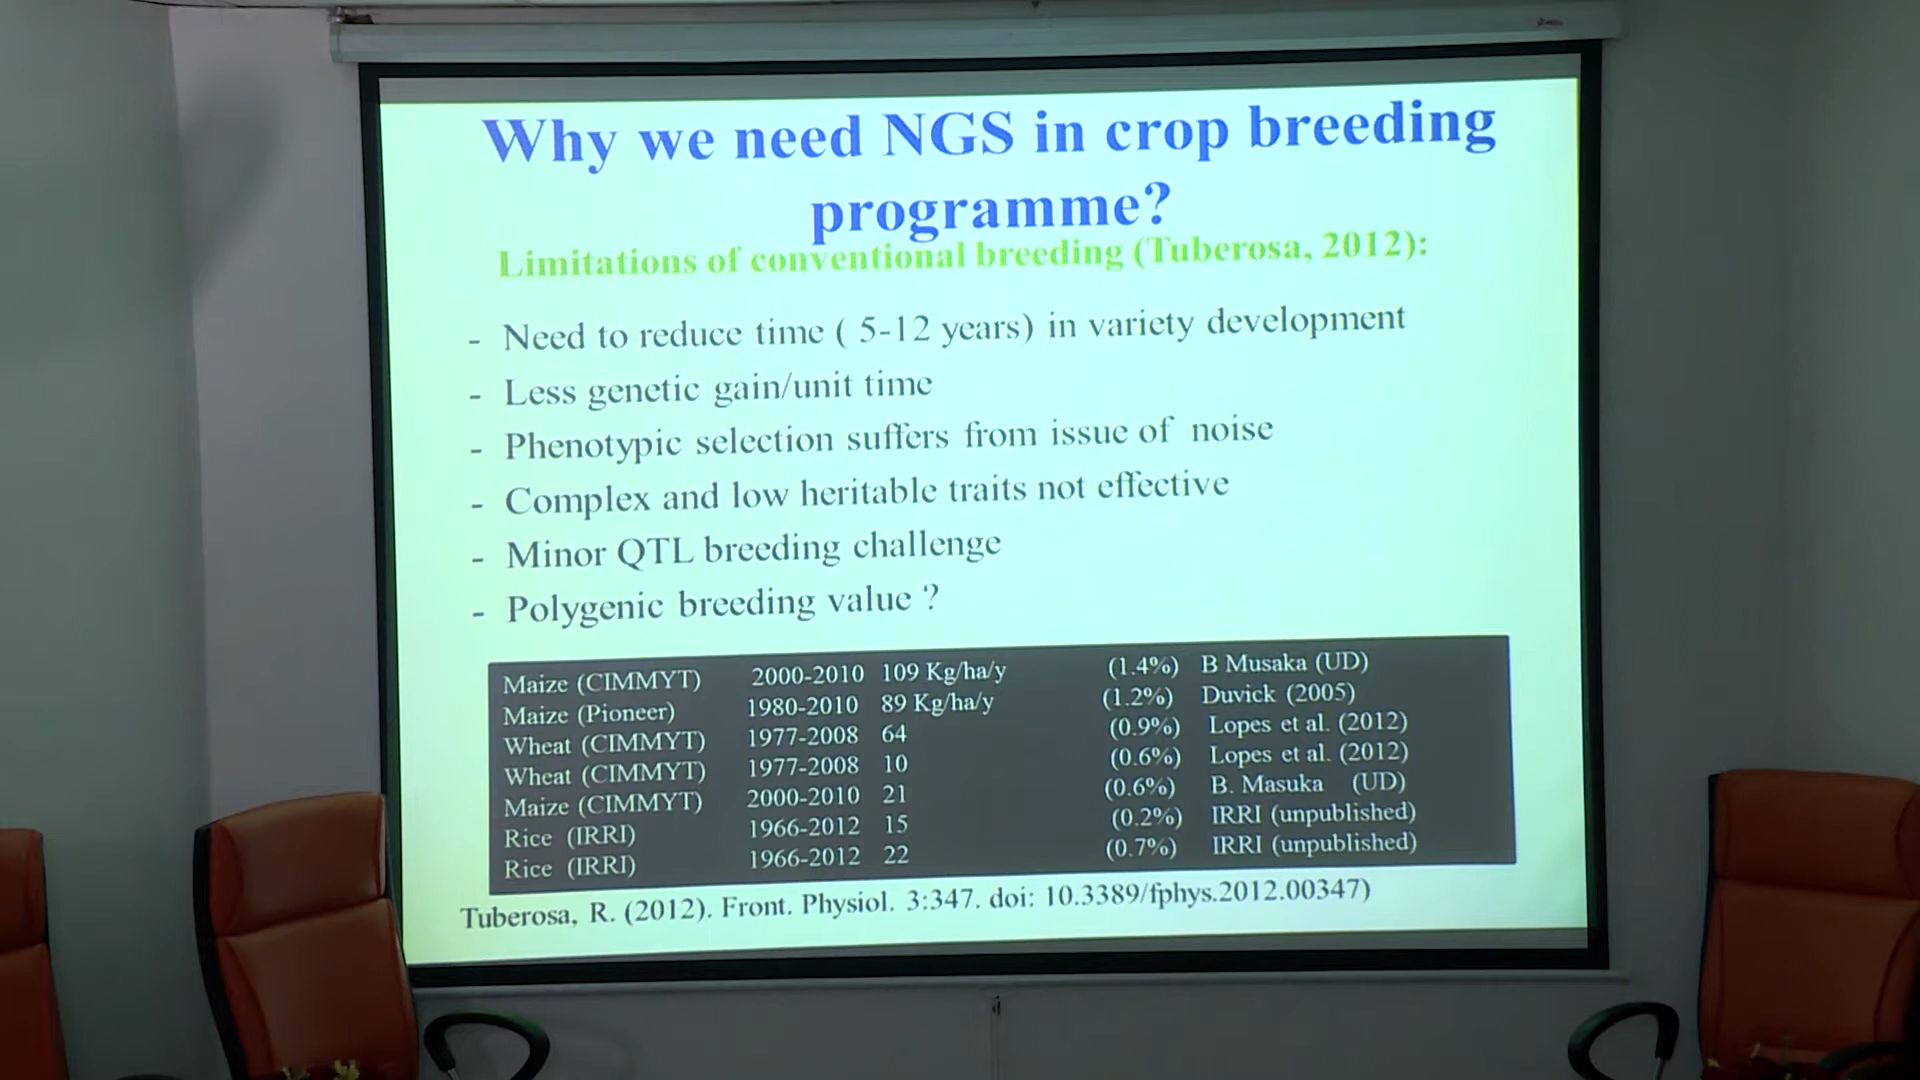 Why we need NGS in crop breeding
programme?
Limitations of conventional breeding (Tuberosa, 2012):
- Need to reduce time ( 5-12 years) in variety development
- Less genetic gain/unit time
- Phenotypic selection suffers from issue of noise
- Complex and low heritable traits not effective
- Minor QTL breeding challenge
- Polygenic breeding value ?
Maize (CIMMYT) 2000-2010 109 Kg/ha/y (1.4%) B Musaka (UD)
Maize (Pioneer) 1980-2010 89 Kg/ha/y (1.2%) Duvick (2005)
Wheat (CIMMYT) 1977-2008 64 (0.9%) Lopes et al. (2012)
Wheat (CIMMYT) 1977-2008 10 (0.6%) Lopes et al. (2012)
Maize (CIMMYT) 2000-2010 21 (0.6%) B. Masuka (UD)
Rice (IRRI) 1966-2012 15 (0.2%) IRRI (unpublished)
Rice (IRRI) 1966-2012 22 (0.7%) IRRI (unpublished)
Tuberosa, R. (2012). Front. Physiol. 3:347. doi: 10.3389/fphys.2012.00347)